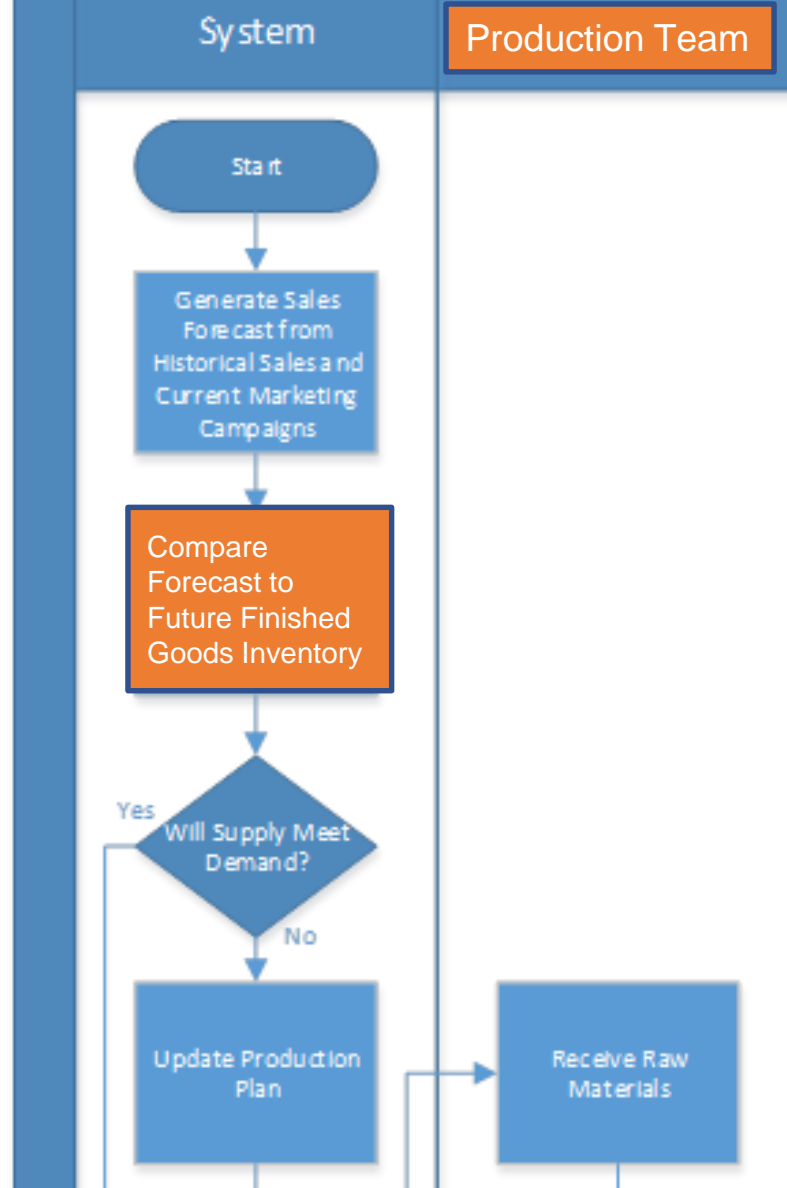 System
Production Team
Start
Generate Sales
Forecast from
Historical Sales and
Current Marketing
Campaigns
Compare
Forecast to
Future Finished
Goods Inventory
Yes
Will Supply Meet
Demand?
No
Update Production
Plan
Receive Raw
Materials